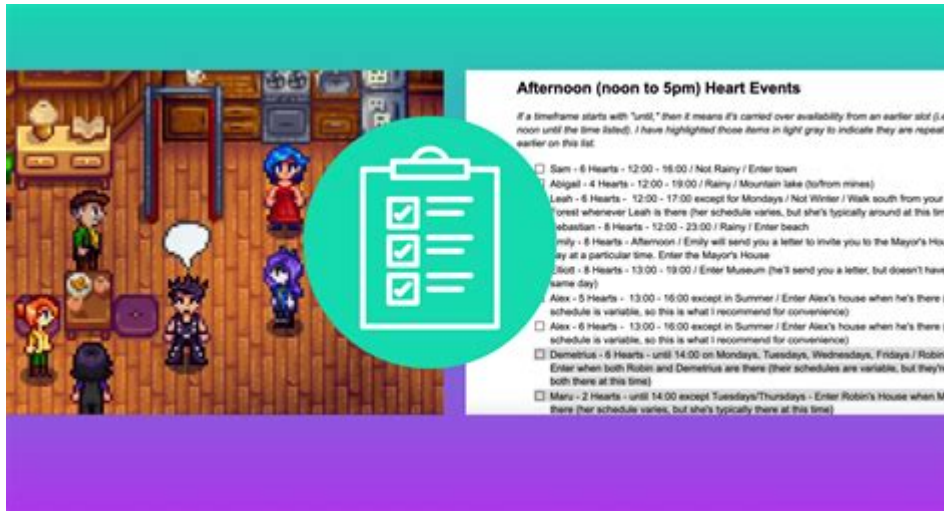 Afternoon (noon to 5pm) Heart Events
If a timeframe starts with "until," then it means it's carried over availability from an earlier slot (i.e
noon until the time listed). I have highlighted those items in light gray to indicate they are repea
earlier on this list.
Sam - 6 Hearts - 12:00 - 16:00 / Not Rainy / Enter town
Abigail - 4 Hearts - 12:00 - 19:00 / Rainy / Mountain lake (to/from mines)
Leah - 6 Hearts - 12:00 - 17:00 except for Mondays / Not Winter / Walk south from your
orest whenever Leah is there (her schedule varies, but she's typically around at this tim
ebastian - 8 Hearts - 12:00 - 23:00 / Rainy / Enter beach
mily - 8 Hearts - Afternoon / Emily will send you a letter to invite you to the Mayor's Hou
ay at a particular time. Enter the Mayor's House
lliott - 8 Hearts - 13:00 - 19:00 / Enter Museum (he'll send you a letter, but doesn't have
same day)
Alex - 5 Hearts - 13:00 - 16:00 except in Summer / Enter Alex's house when he's there
schedule is variable, so this is what I recommend for convenience)
Alex - 6 Hearts - 13:00 - 16:00 except in Summer / Enter Alex's house when he's there
schedule is variable, so this is what I recommend for convenience)
Demetrius - 6 Hearts - until 14:00 on Mondays, Tuesdays, Wednesdays, Fridays / Robin
Enter when both Robin and Demetrius are there (their schedules are variable, but they'r
both there at this time)
Maru - 2 Hearts - until 14:00 except Tuesdays/Thursdays - Enter Robin's House when M
there (her schedule varies, but she's typically there at this time)